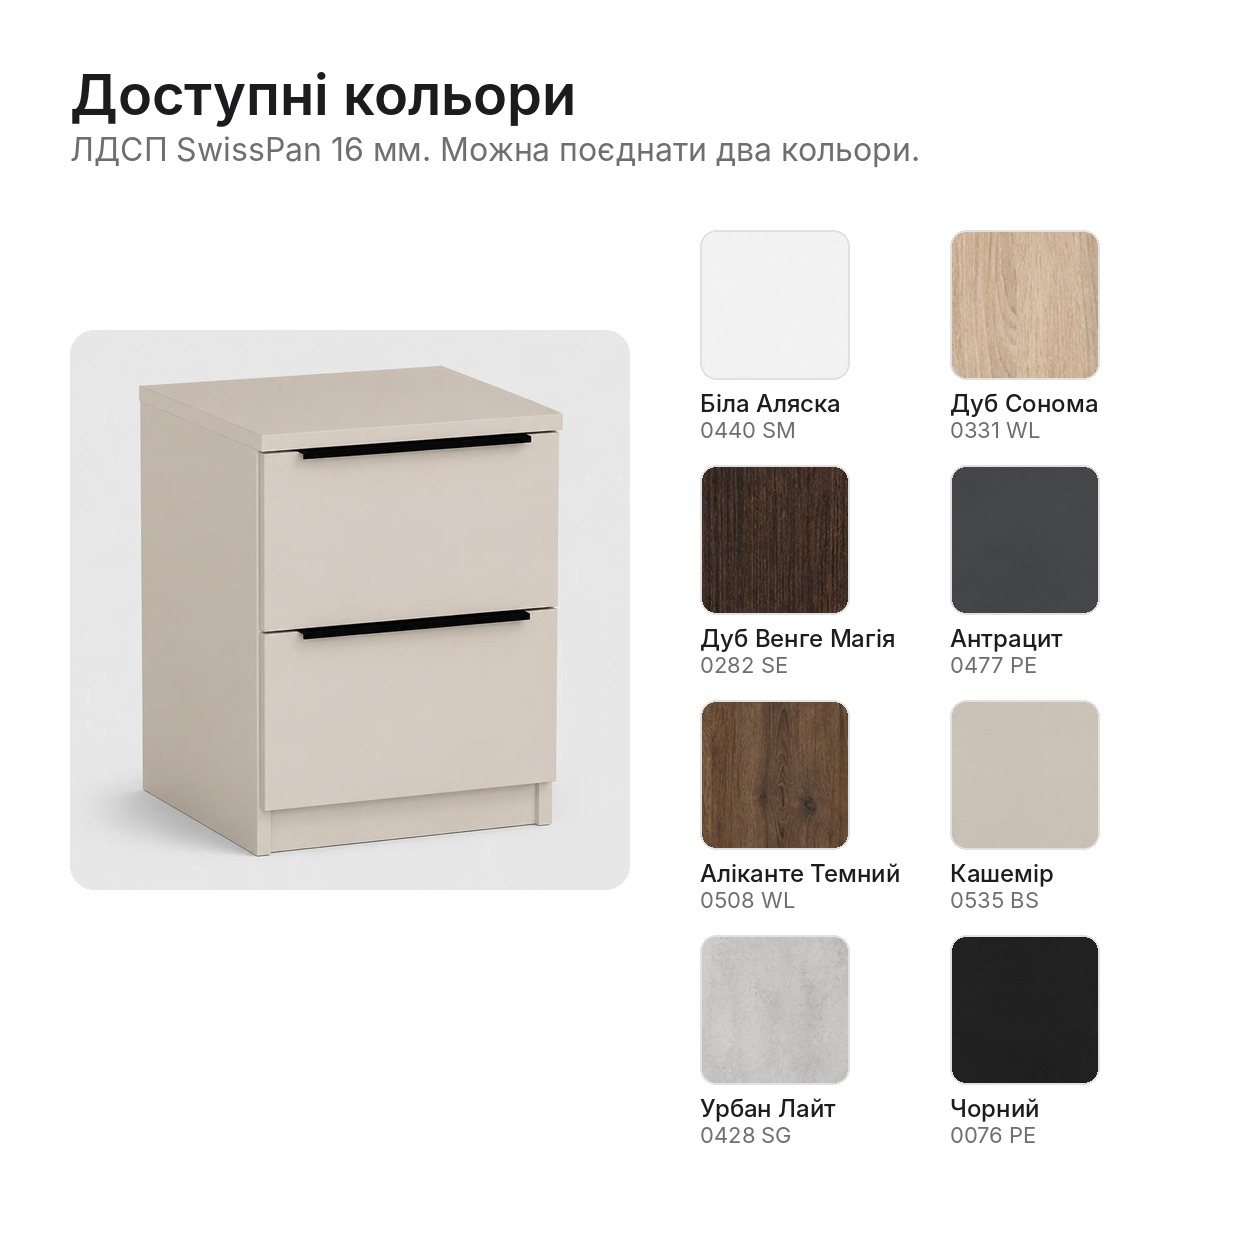 Доступні кольори
ЛДСП SwissPan 16 мм. Можна поєднати два кольори.
Біла Аляска
0440 SM
Дуб Сонома
0331 WL
Дуб Венге Магія
0282 SE
Антрацит
0477 PE
Аліканте Темний
0508 WL
Кашемір
0535 BS
Урбан Лайт
0428 SG
Чорний
0076 PE